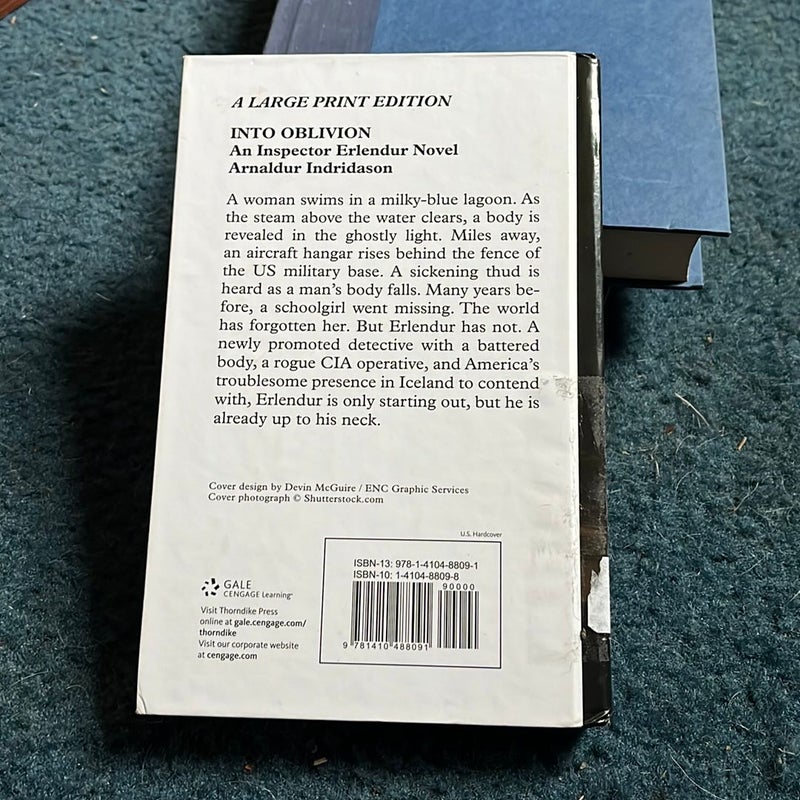 A LARGE PRINT EDITION
INTO OBLIVION
An Inspector Erlendur Novel
Arnaldur Indridason
A woman swims in a milky-blue lagoon. As
the steam above the water clears, a body is
revealed in the ghostly light. Miles away,
an aircraft hangar rises behind the fence of
the US military base. A sickening thud is
heard as a man's body falls. Many years be-
fore, a schoolgirl went missing. The world
has forgotten her. But Erlendur has not. A
newly promoted detective with a battered
body, a rogue CIA operative, and America's
troublesome presence in Iceland to contend
with, Erlendur is only starting out, but he is
already up to his neck.
Cover design by Devin McGuire / ENC Graphic Services
Cover photograph © Shutterstock.com
U.S. Hardcover
ISBN-13: 978-1-4104-8809-1
ISBN-10: 1-4104-8809-8
90000
9 781410 488091
GALE
CENGAGE Learning™
Visit Thorndike Press
online at gale.cengage.com/
thorndike
Visit our corporate website
at cengage.com